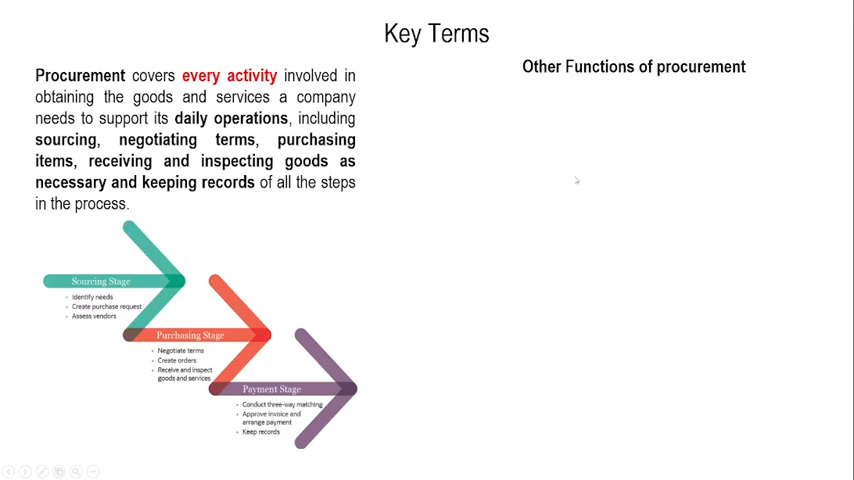 Key Terms
Procurement covers every activity involved in
obtaining the goods and services a company
needs to support its daily operations, including
sourcing, negotiating terms, purchasing
items, receiving and inspecting goods as
necessary and keeping records of all the steps
in the process.
Sourcing Stage
• Identify needs
• Create purchase request
• Assess vendors
Purchasing Stage
• Negotiate terms
• Create orders
• Receive and inspect
goods and services
Payment Stage
• Conduct three-way matching
• Approve invoice and
arrange payment
• Keep records
Other Functions of procurement